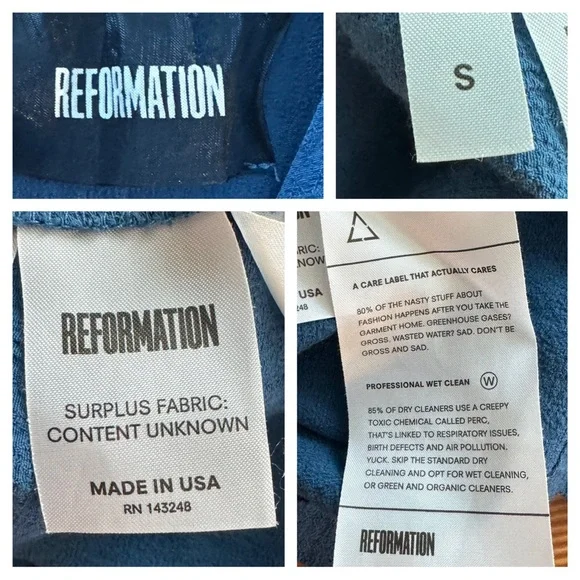 REFORMATION
S
REFORMATION
SURPLUS FABRIC:
CONTENT UNKNOWN
MADE IN USA
RN 143248
RIC:
NOWN
USA
248
A CARE LABEL THAT ACTUALLY CARES
80% OF THE NASTY STUFF ABOUT
FASHION HAPPENS AFTER YOU TAKE THE
GARMENT HOME. GREENHOUSE GASES?
GROSS. WASTED WATER? SAD. DON'T BE
GROSS AND SAD.
PROFESSIONAL WET CLEAN W
85% OF DRY CLEANERS USE A CREEPY
TOXIC CHEMICAL CALLED PERC,
THAT'S LINKED TO RESPIRATORY ISSUES,
BIRTH DEFECTS AND AIR POLLUTION.
YUCK. SKIP THE STANDARD DRY
CLEANING AND OPT FOR WET CLEANING,
OR GREEN AND ORGANIC CLEANERS.
REFORMATION